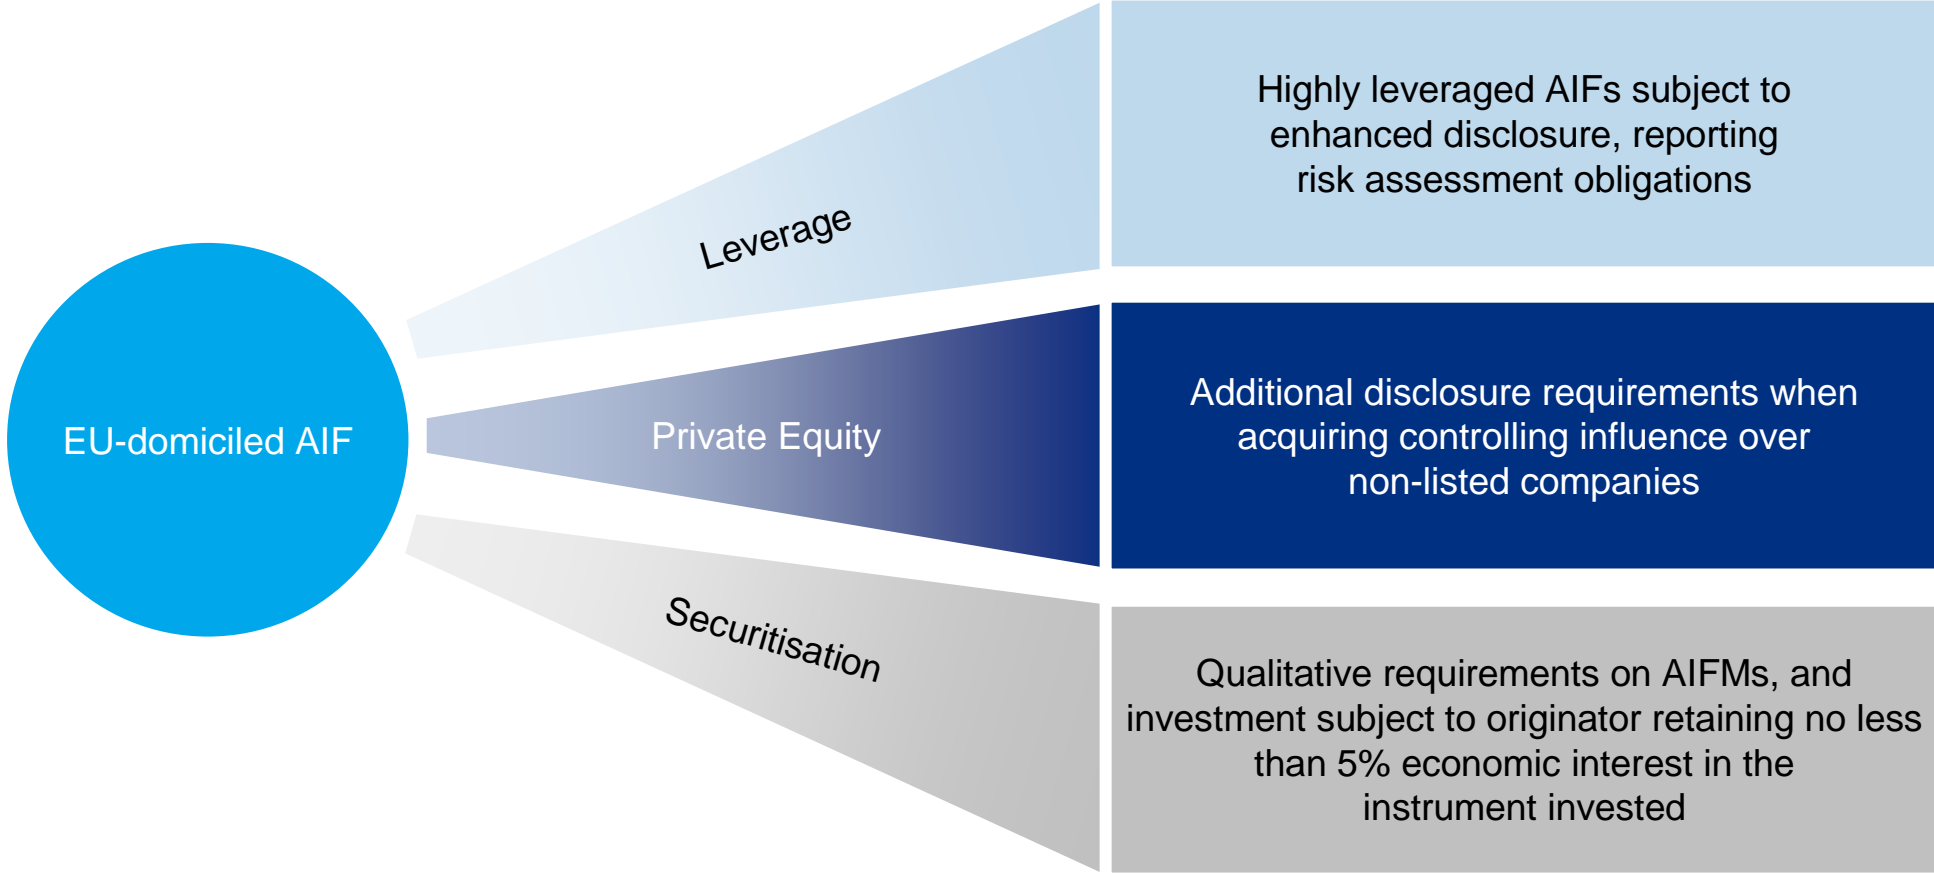 EU-domiciled AIF
Leverage
Highly leveraged AIFs subject to
enhanced disclosure, reporting
risk assessment obligations
Private Equity
Additional disclosure requirements when
acquiring controlling influence over
non-listed companies
Securitisation
Qualitative requirements on AIFMs, and
investment subject to originator retaining no less
than 5% economic interest in the
instrument invested